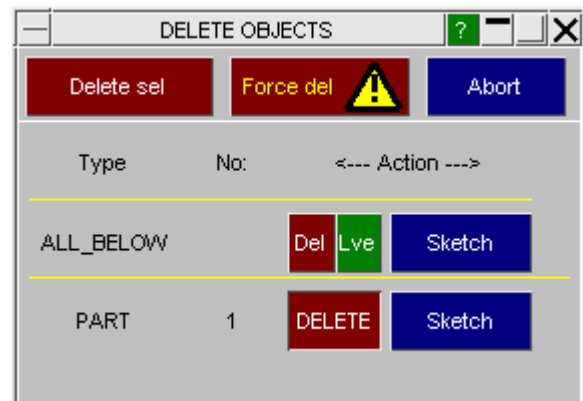 DELETE OBJECTS ?
Delete sel Force del Abort
Type No: <--- Action --->
ALL_BELOW Del Lve Sketch
PART 1 DELETE Sketch